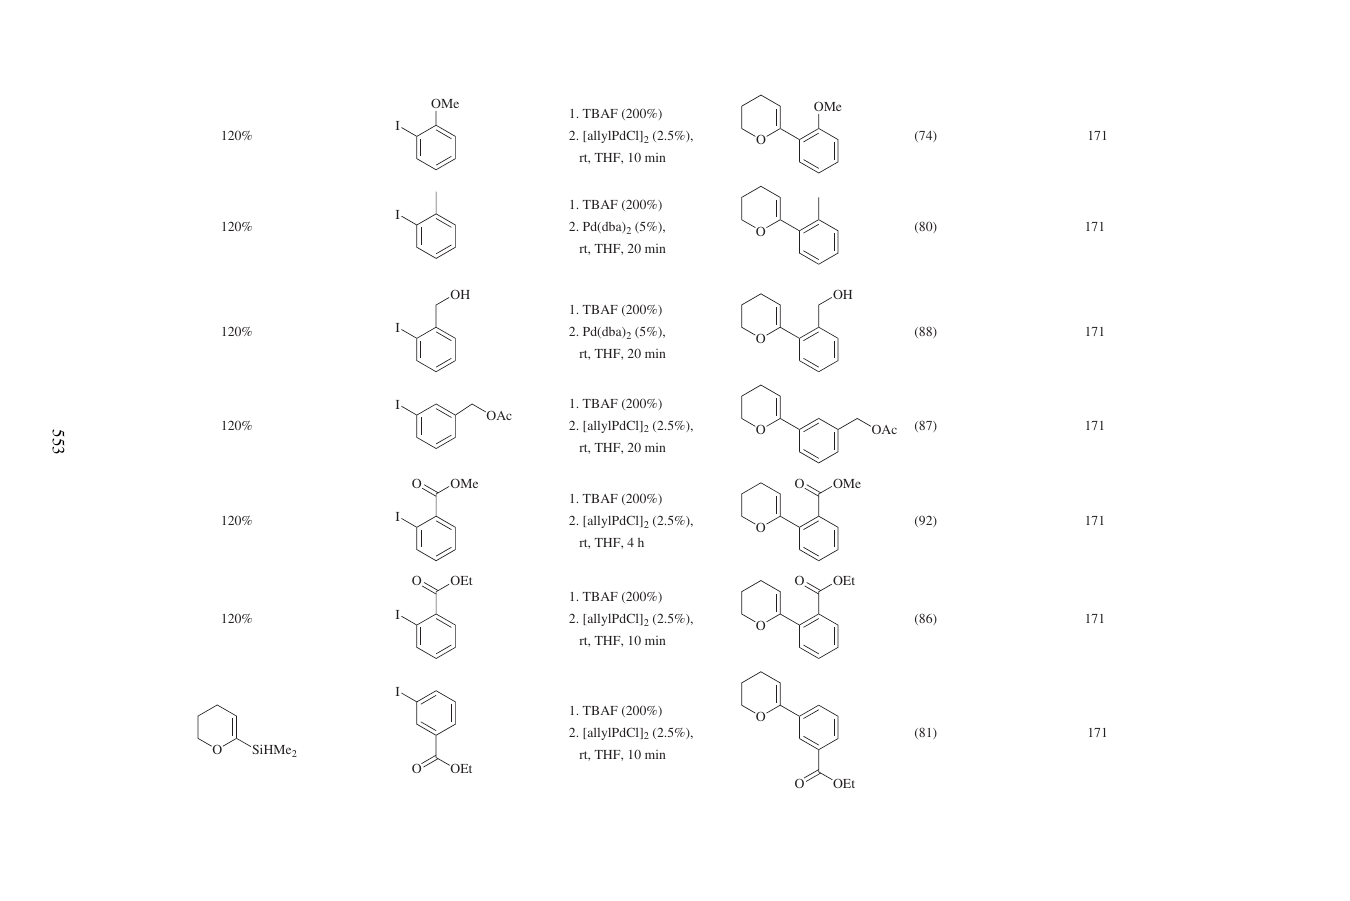 OMe
I
120%
1. TBAF (200%)
2. [allylPdCl]2 (2.5%),
rt, THF, 10 min
OMe
O
(74)
171
I
120%
1. TBAF (200%)
2. Pd(dba)2 (5%),
rt, THF, 20 min
O
(80)
171
OH
I
120%
1. TBAF (200%)
2. Pd(dba)2 (5%),
rt, THF, 20 min
OH
O
(88)
171
I
OAc
120%
1. TBAF (200%)
2. [allylPdCl]2 (2.5%),
rt, THF, 20 min
O
OAc
(87)
171
553
O OMe
I
120%
1. TBAF (200%)
2. [allylPdCl]2 (2.5%),
rt, THF, 4 h
O OMe
O
(92)
171
O OEt
I
120%
1. TBAF (200%)
2. [allylPdCl]2 (2.5%),
rt, THF, 10 min
O OEt
O
(86)
171
O SiHMe2
I
O OEt
1. TBAF (200%)
2. [allylPdCl]2 (2.5%),
rt, THF, 10 min
O
O OEt
(81)
171